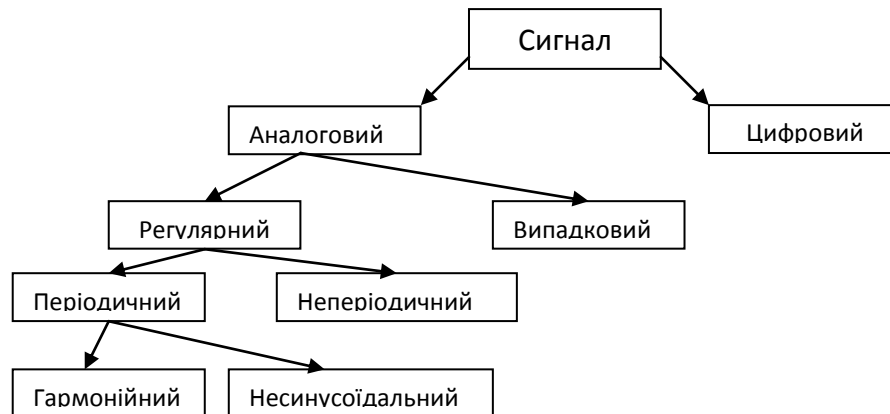 Сигнал
Аналоговий
Цифровий
Регулярний
Випадковий
Періодичний
Неперіодичний
Гармонійний
Несинусоїдальний